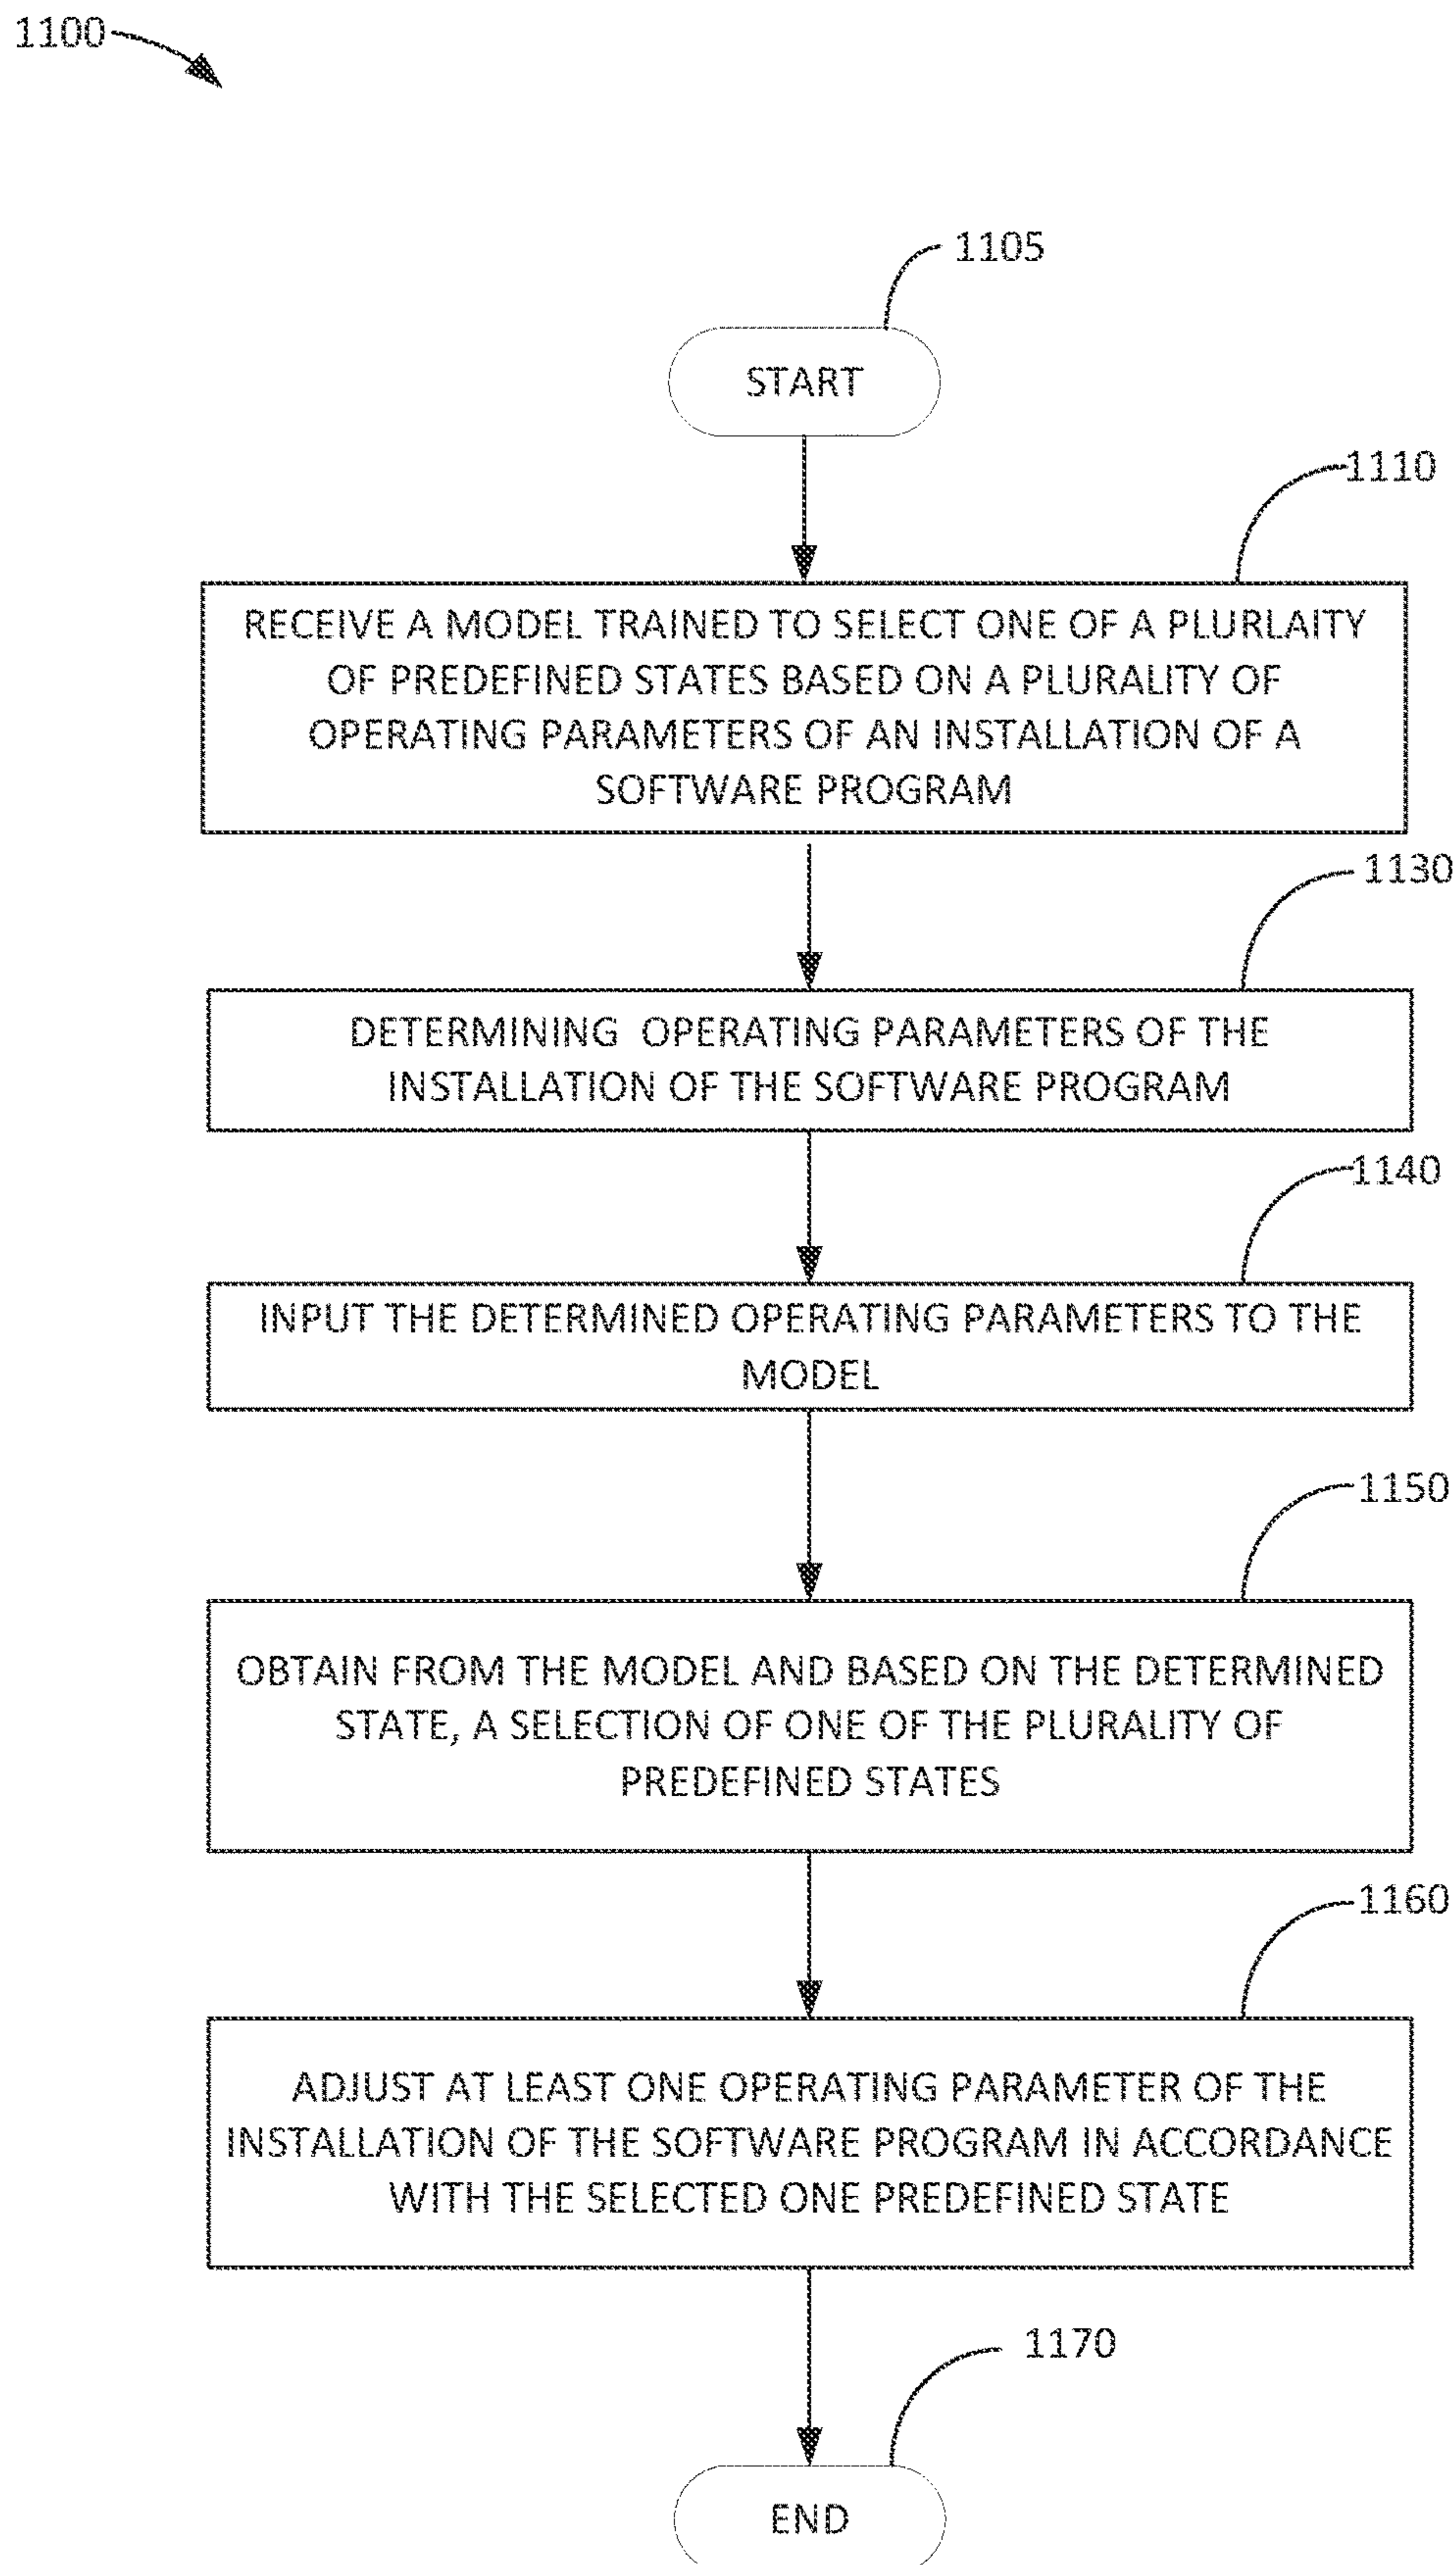 1100
1105
START
1110
RECEIVE A MODEL TRAINED TO SELECT ONE OF A PLURLAITY
OF PREDEFINED STATES BASED ON A PLURALITY OF
OPERATING PARAMETERS OF AN INSTALLATION OF A
SOFTWARE PROGRAM
1130
DETERMINING OPERATING PARAMETERS OF THE
INSTALLATION OF THE SOFTWARE PROGRAM
1140
INPUT THE DETERMINED OPERATING PARAMETERS TO THE
MODEL
1150
OBTAIN FROM THE MODEL AND BASED ON THE DETERMINED
STATE, A SELECTION OF ONE OF THE PLURALITY OF
PREDEFINED STATES
1160
ADJUST AT LEAST ONE OPERATING PARAMETER OF THE
INSTALLATION OF THE SOFTWARE PROGRAM IN ACCORDANCE
WITH THE SELECTED ONE PREDEFINED STATE
1170
END